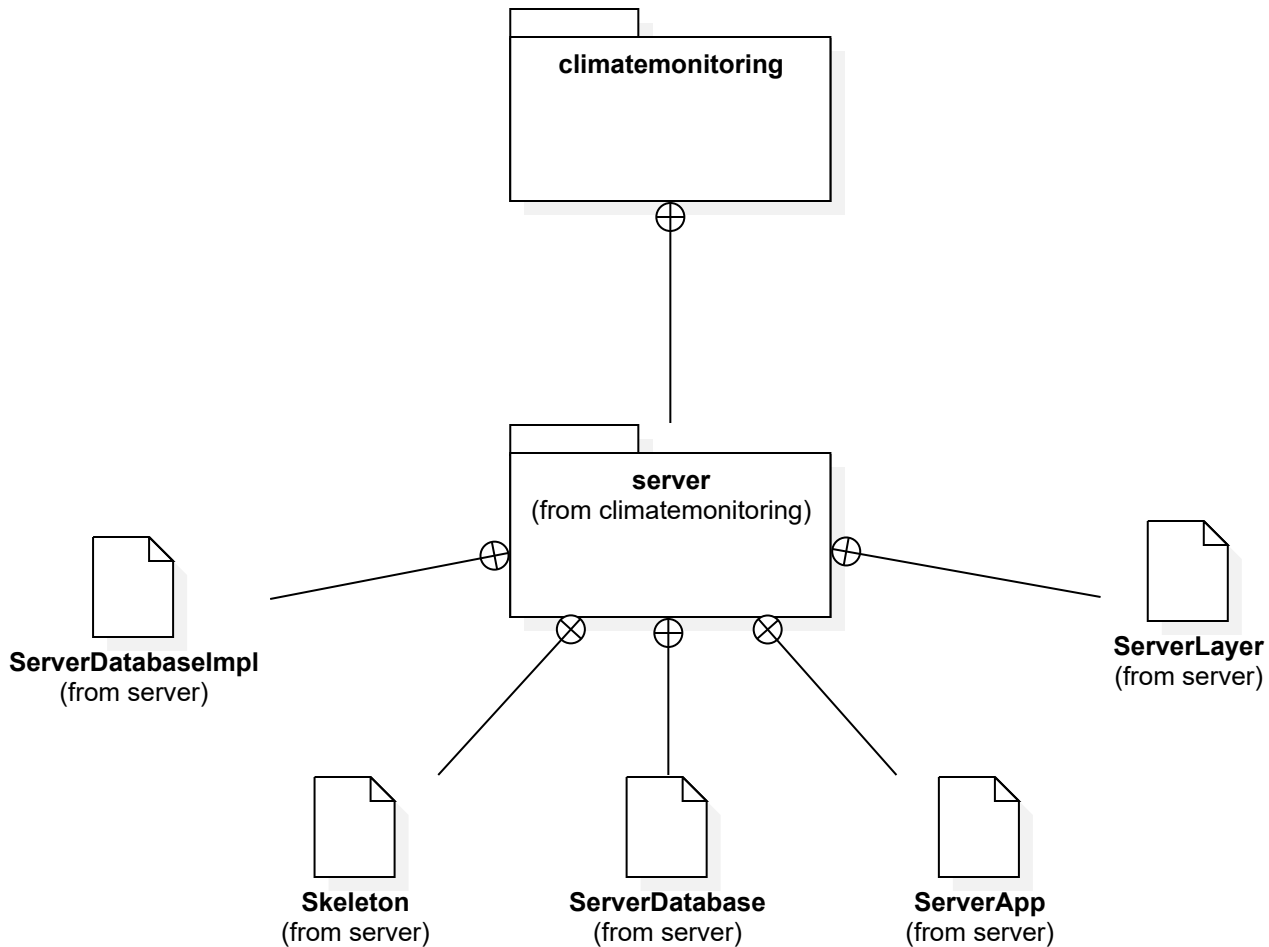 climatemonitoring
server
(from climatemonitoring)
ServerDatabaseImpl
(from server)
ServerLayer
(from server)
Skeleton
(from server)
ServerDatabase
(from server)
ServerApp
(from server)